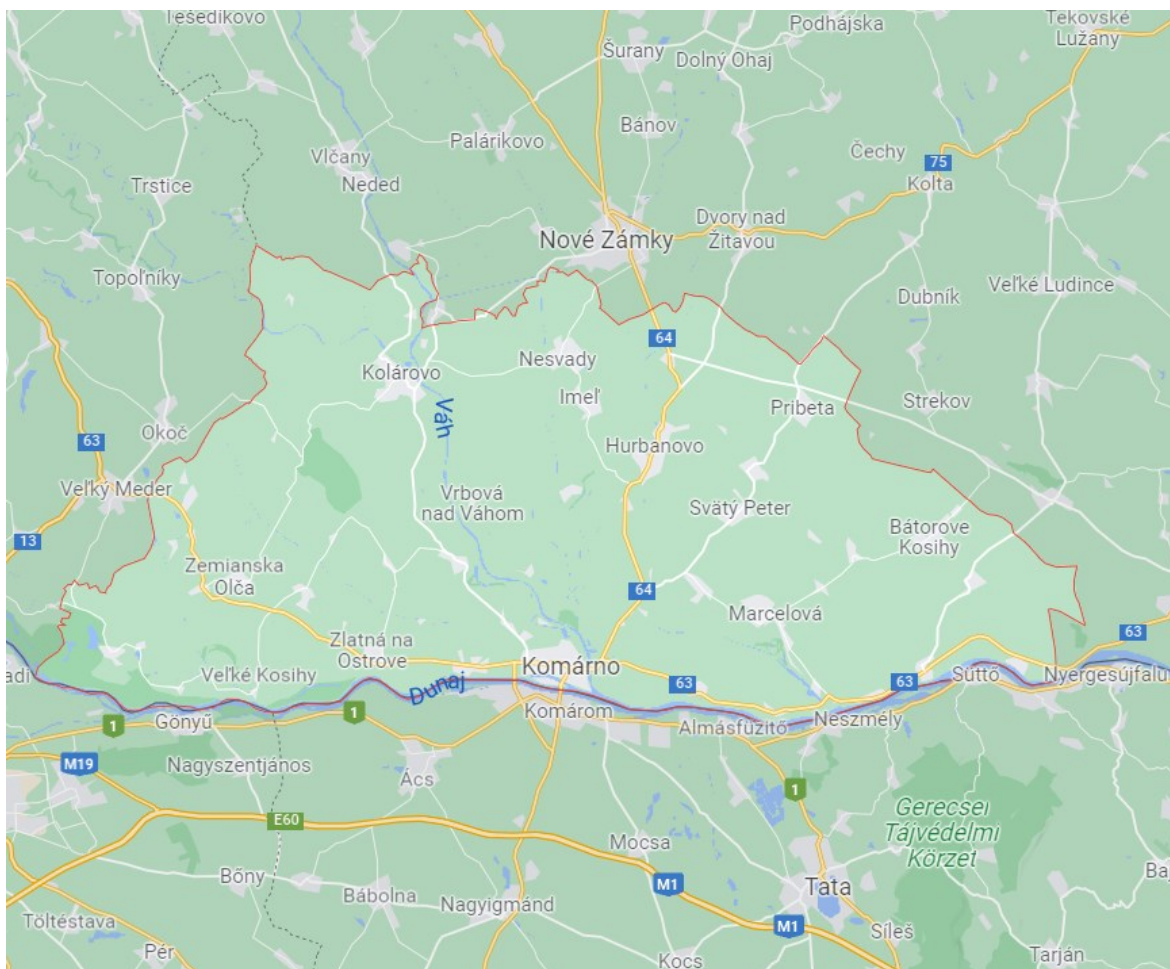 Tešedíkovo
Podhájska
Tekovské
Lužany
Šurany
Dolný Ohaj
Bánov
Palárikovo
Vlčany
Neded
Čechy
75
Kolta
Trstice
Dvory nad
Žitavou
Nové Zámky
Topoľníky
Veľké Ludince
Dubník
64
Nesvady
Kolárovo
Imeľ
Pribeta
Strekov
Váh
Okoč
63
Hurbanovo
Veľký Meder
Vrbová
nad Váhom
Svätý Peter
Bátorove
Kosihy
13
Zemianska
Olča
64
Marcelová
Zlatná na
Ostrove
63
Komárno
Veľké Kosihy
Dunaj
63
63
Süttő
Nyergesújfalu
adi
1
Gönyű
1
Komárom
Almásfüzitő
Neszmély
M19
Nagyszentjános
Ács
1
Gerecsei
Tájvédelmi
Körzet
E60
Mocsa
Bőny
Bábolna
M1
Tata
Ba
Nagyigmánd
Töltéstava
M1
Síleš
Pér
Kocs
Tarján